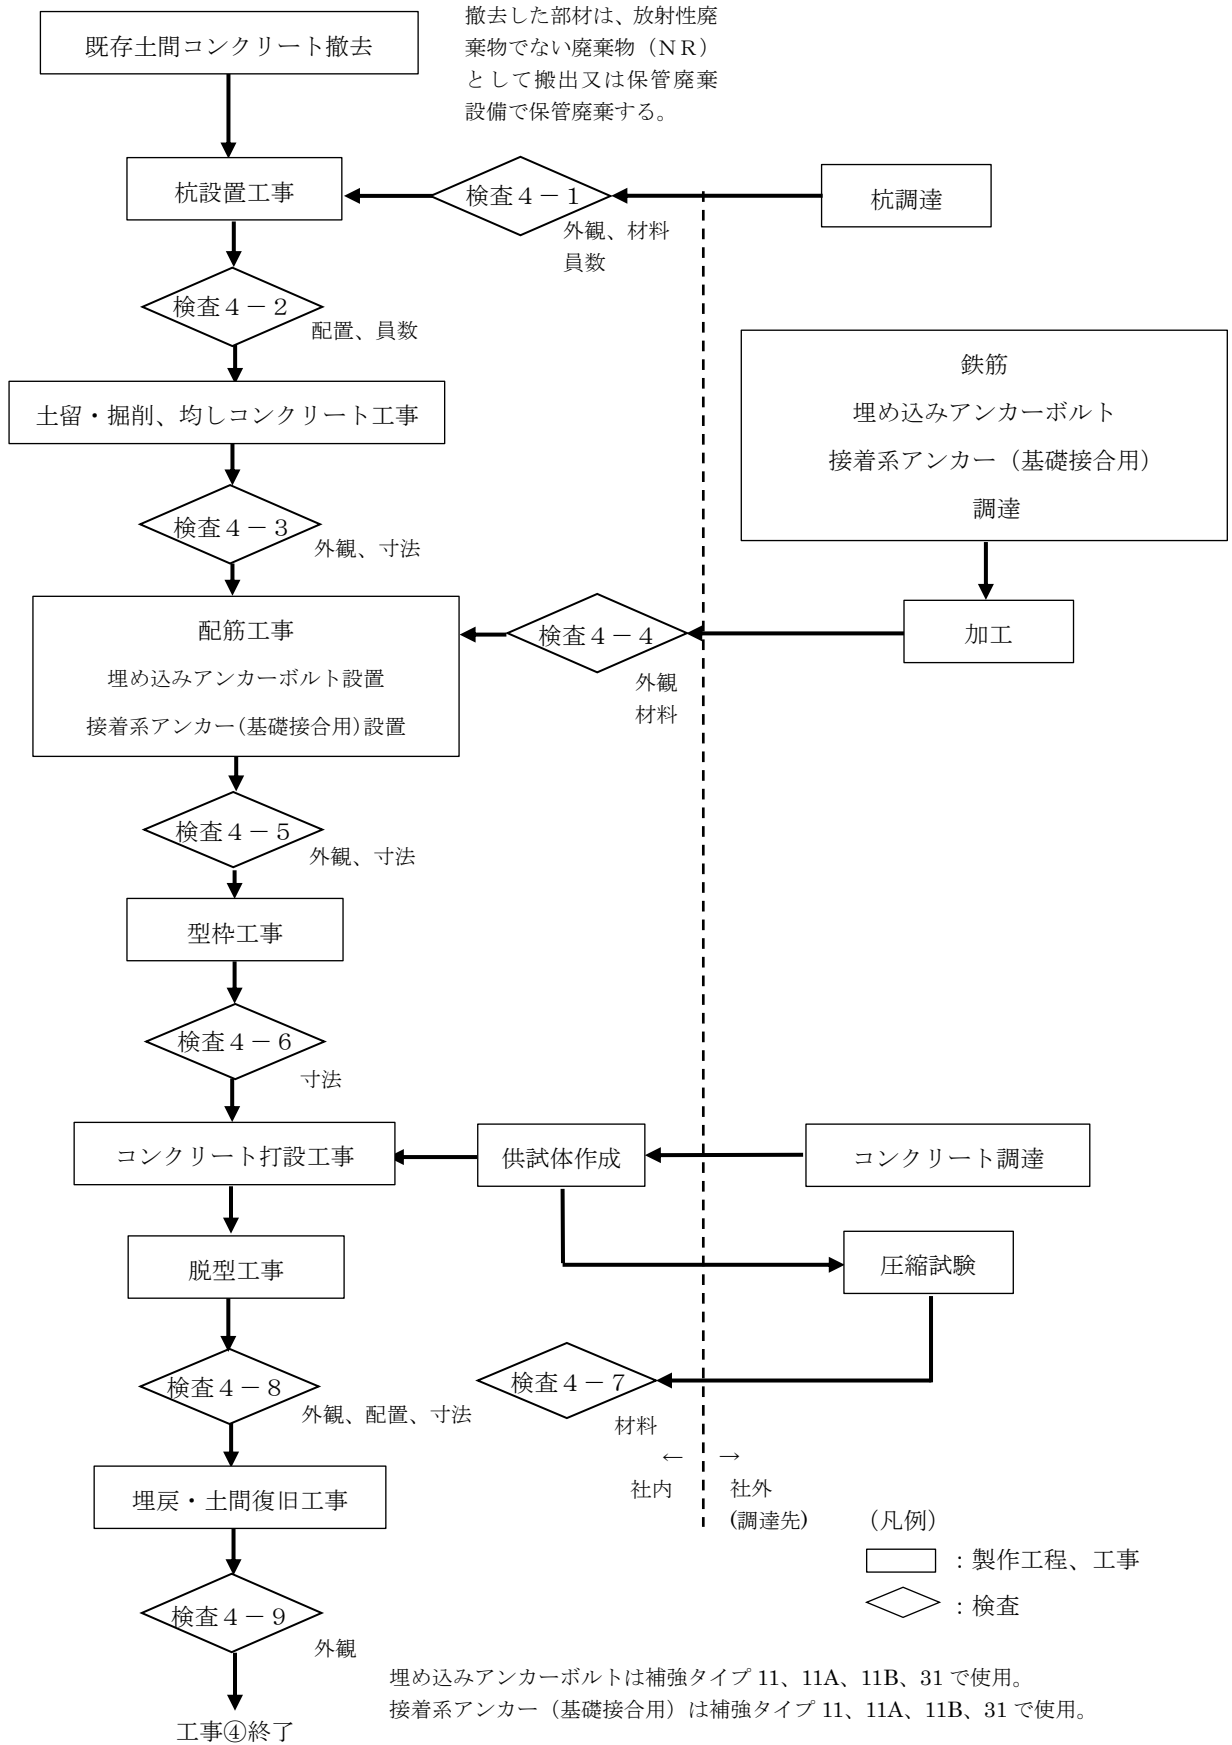 既存土間コンクリート撤去
撤去した部材は、放射性廃
棄物でない廃棄物（ＮＲ）
として搬出又は保管廃棄
設備で保管廃棄する。
杭設置工事
検査４－１
外観、材料
員数
杭調達
検査４－２
配置、員数
土留・掘削、均しコンクリート工事
鉄筋
埋め込みアンカーボルト
接着系アンカー（基礎接合用）
調達
検査４－３
外観、寸法
配筋工事
埋め込みアンカーボルト設置
接着系アンカー(基礎接合用)設置
検査４－４
外観
材料
加工
検査４－５
外観、寸法
型枠工事
検査４－６
寸法
コンクリート打設工事
供試体作成
コンクリート調達
脱型工事
圧縮試験
検査４－８
外観、配置、寸法
検査４－７
材料
← →
社内 社外
(調達先)
埋戻・土間復旧工事
（凡例）
：製作工程、工事
：検査
検査４－９
外観
埋め込みアンカーボルトは補強タイプ 11、11A、11B、31 で使用。
接着系アンカー（基礎接合用）は補強タイプ 11、11A、11B、31 で使用。
工事④終了